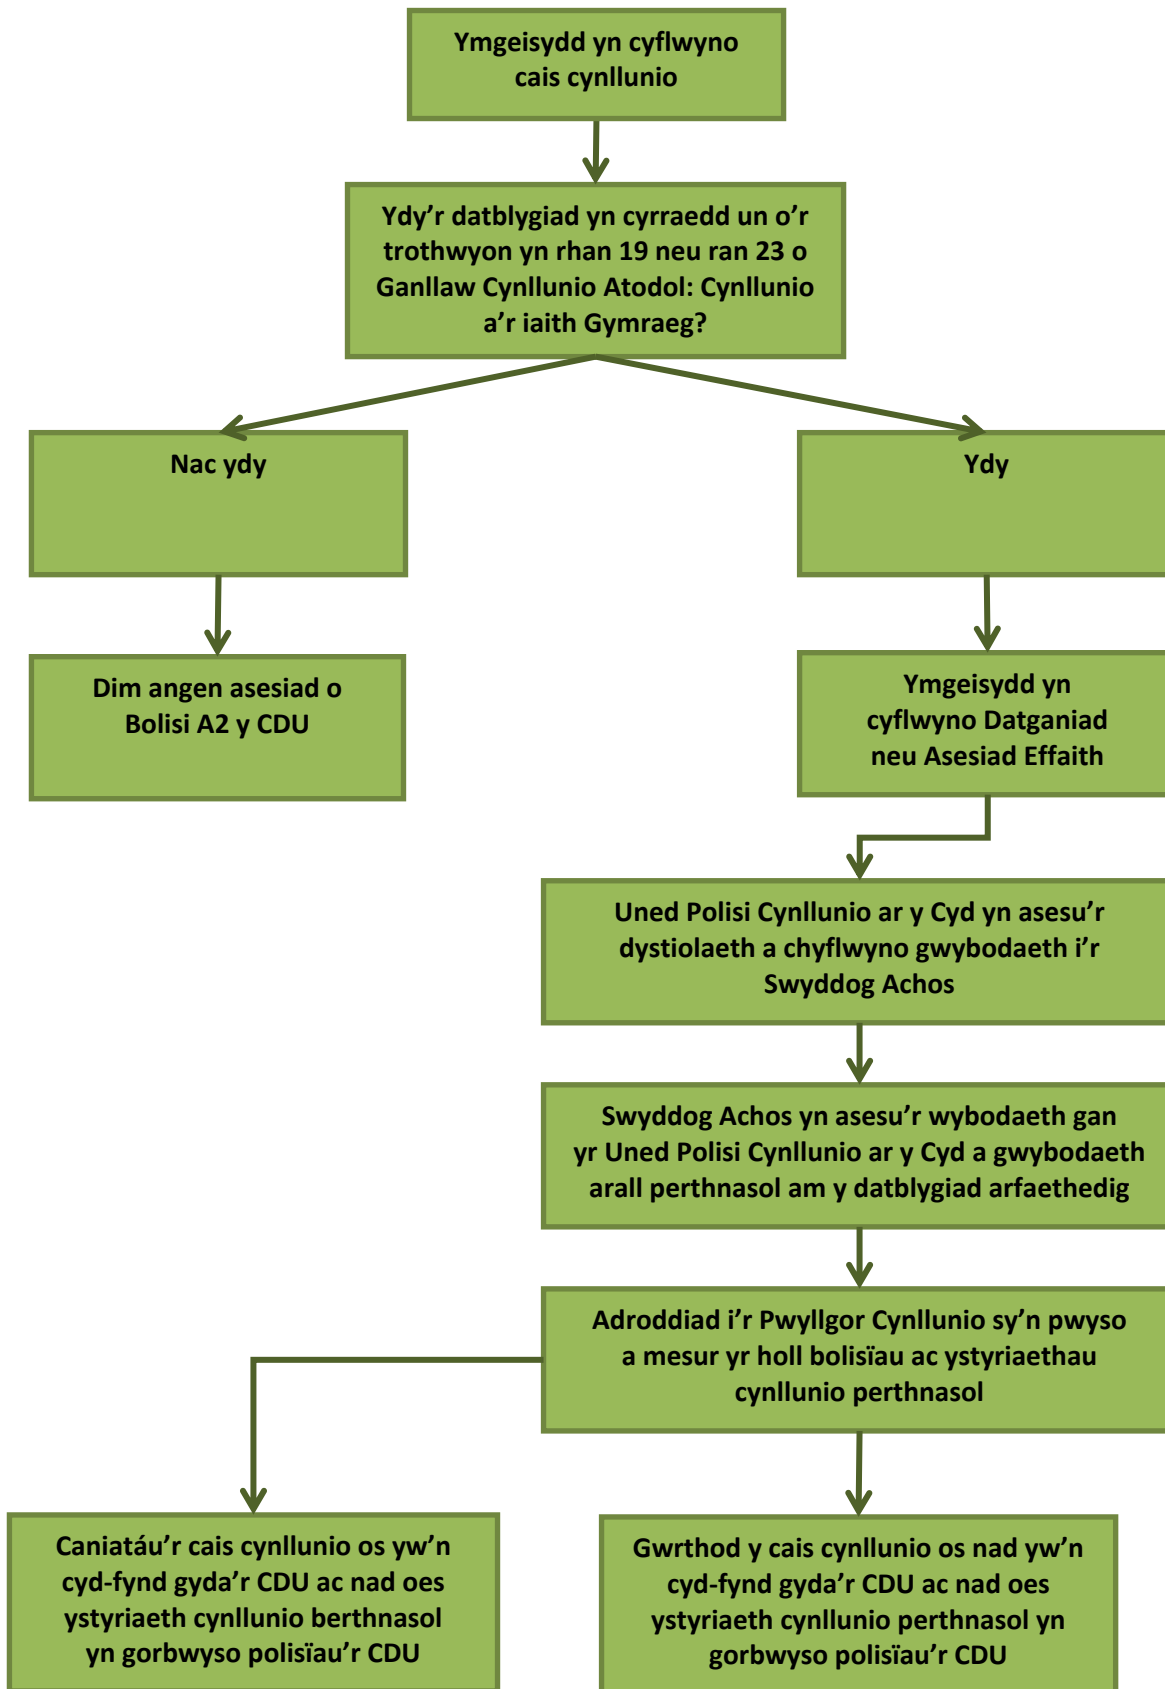 Ymgeisydd yn cyflwyno
cais cynllunio
Ydy’r datblygiad yn cyrraedd un o’r
trothwyon yn rhan 19 neu ran 23 o
Ganllaw Cynllunio Atodol: Cynllunio
a’r iaith Gymraeg?
Nac ydy
Ydy
Dim angen asesiad o
Bolisi A2 y CDU
Ymgeisydd yn
cyflwyno Datganiad
neu Asesiad Effaith
Uned Polisi Cynllunio ar y Cyd yn asesu’r
dystiolaeth a chyflwyno gwybodaeth i’r
Swyddog Achos
Swyddog Achos yn asesu’r wybodaeth gan
yr Uned Polisi Cynllunio ar y Cyd a gwybodaeth
arall perthnasol am y datblygiad arfaethedig
Adroddiad i’r Pwyllgor Cynllunio sy’n pwyso
a mesur yr holl bolisïau ac ystyriaethau
cynllunio perthnasol
Caniatáu’r cais cynllunio os yw’n
cyd-fynd gyda’r CDU ac nad oes
ystyriaeth cynllunio berthnasol
yn gorbwyso polisïau’r CDU
Gwrthod y cais cynllunio os nad yw’n
cyd-fynd gyda’r CDU ac nad oes
ystyriaeth cynllunio perthnasol yn
gorbwyso polisïau’r CDU